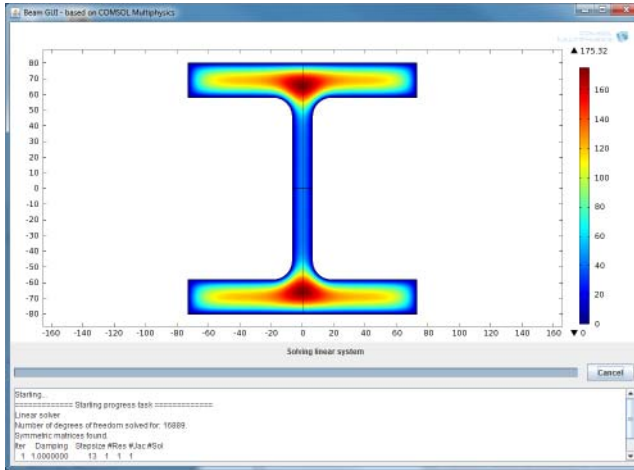 Beam GUI - based on COMSOL Multiphysics
▲ 175.32
80
70
60
50
40
30
20
10
0
-10
-20
-30
-40
-50
-60
-70
-80
-160 -140 -120 -100 -80 -60 -40 -20 0 20 40 60 80 100 120 140 160
160
140
120
100
80
60
40
20
0
▼ 0
Solving linear system
Cancel
Starting...
============= Starting progress task =============
Linear solver
Number of degrees of freedom solved for: 16889.
Symmetric matrices found.
Iter Damping Stepsize #Res #Jac #Sol
1 1.0000000 13 1 1 1